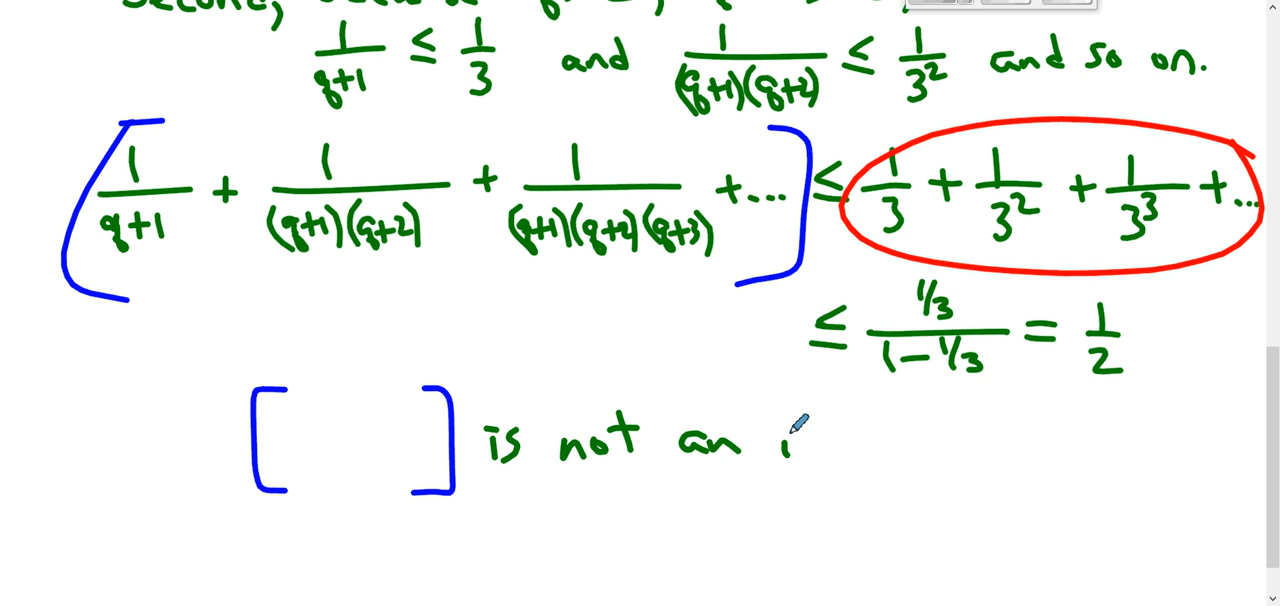 second,
1/(q+1) ≤ 1/3 and 1/((q+1)(q+2)) ≤ 1/3² and so on.
[1/(q+1) + 1/((q+1)(q+2)) + 1/((q+1)(q+2)(q+3)) + ...] ≤ 1/3 + 1/3² + 1/3³ + ...
≤ (1/3)/(1 - 1/3) = 1/2
[ ] is not an i